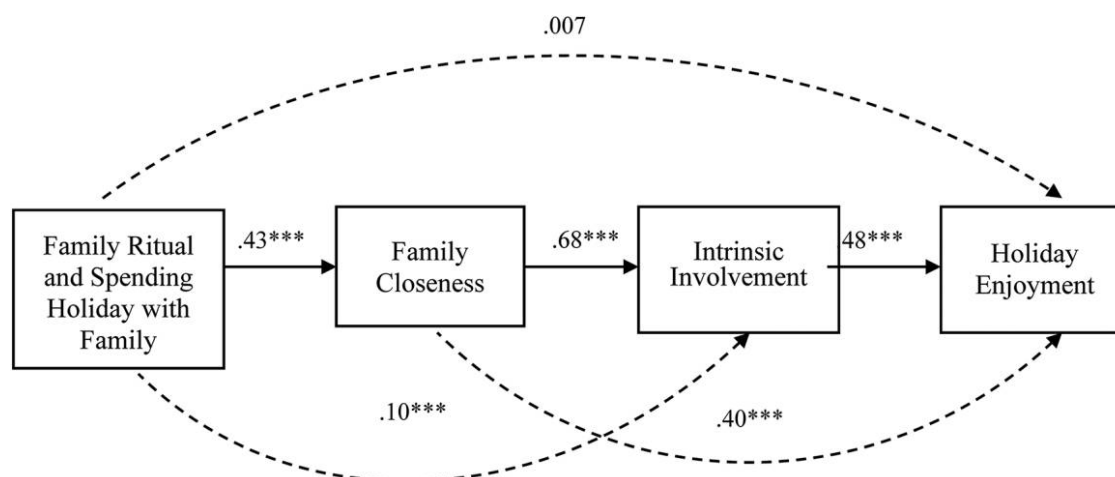 .007
Family Ritual
and Spending
Holiday with
Family
.43***
Family
Closeness
.68***
Intrinsic
Involvement
.48***
Holiday
Enjoyment
.10***
.40***